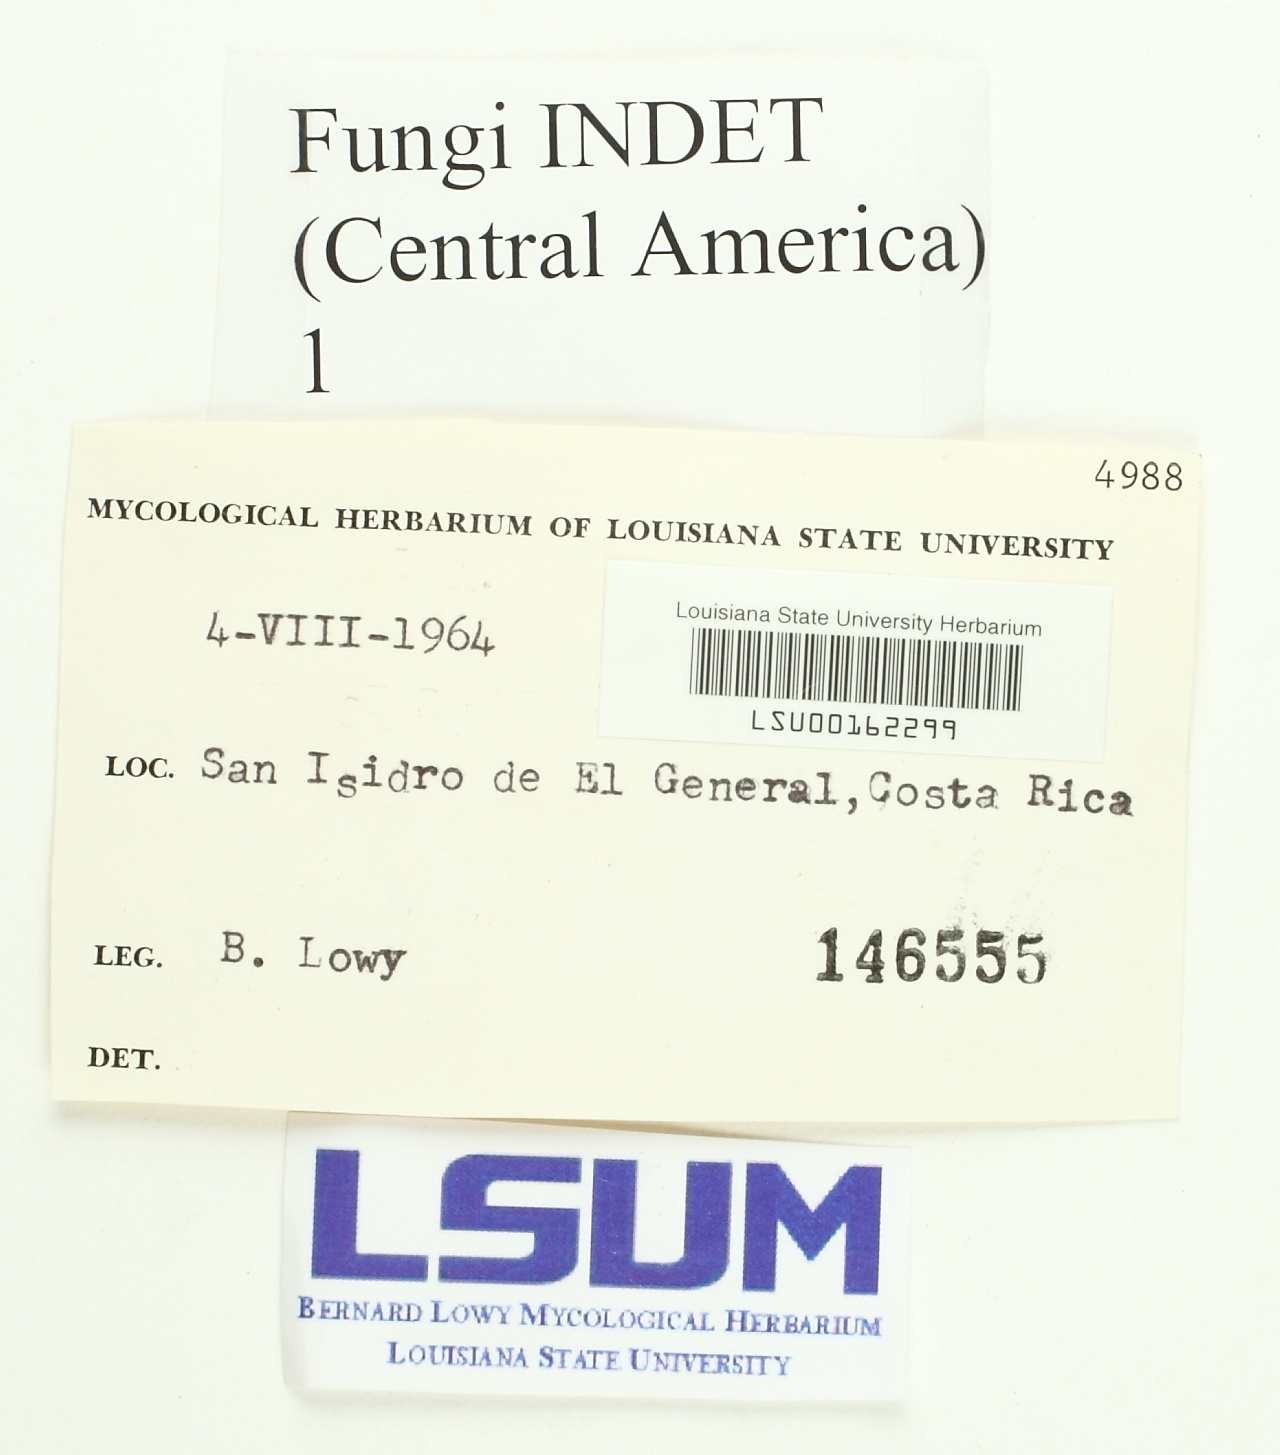 Fungi INDET
(Central America)
1
4988
MYCOLOGICAL HERBARIUM OF LOUISIANA STATE UNIVERSITY
4-VIII-1964
Louisiana State University Herbarium
LSU00162299
LOC. San Isidro de El General, Costa Rica
LEG. B. Lowy
146555
DET.
LSUM
BERNARD LOWY MYCOLOGICAL HERBARIUM
LOUISIANA STATE UNIVERSITY